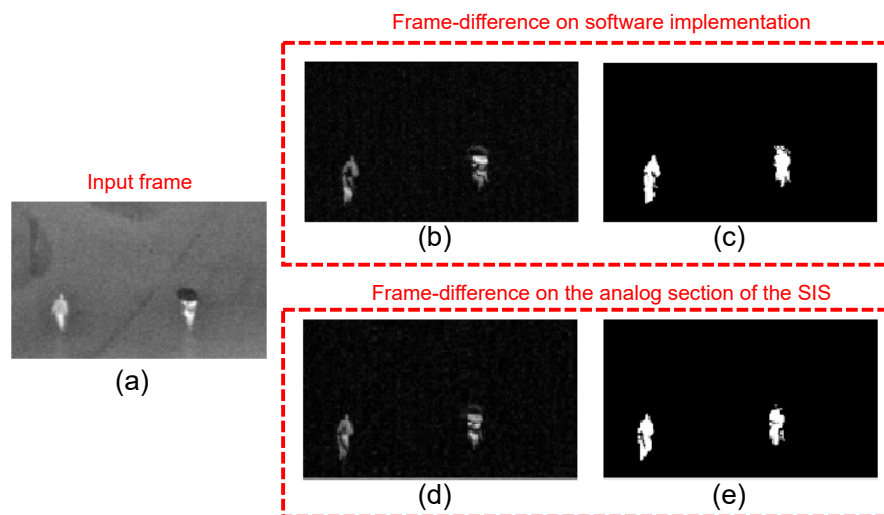 Frame-difference on software implementation
(b)
(c)
Input frame
(a)
Frame-difference on the analog section of the SIS
(d)
(e)